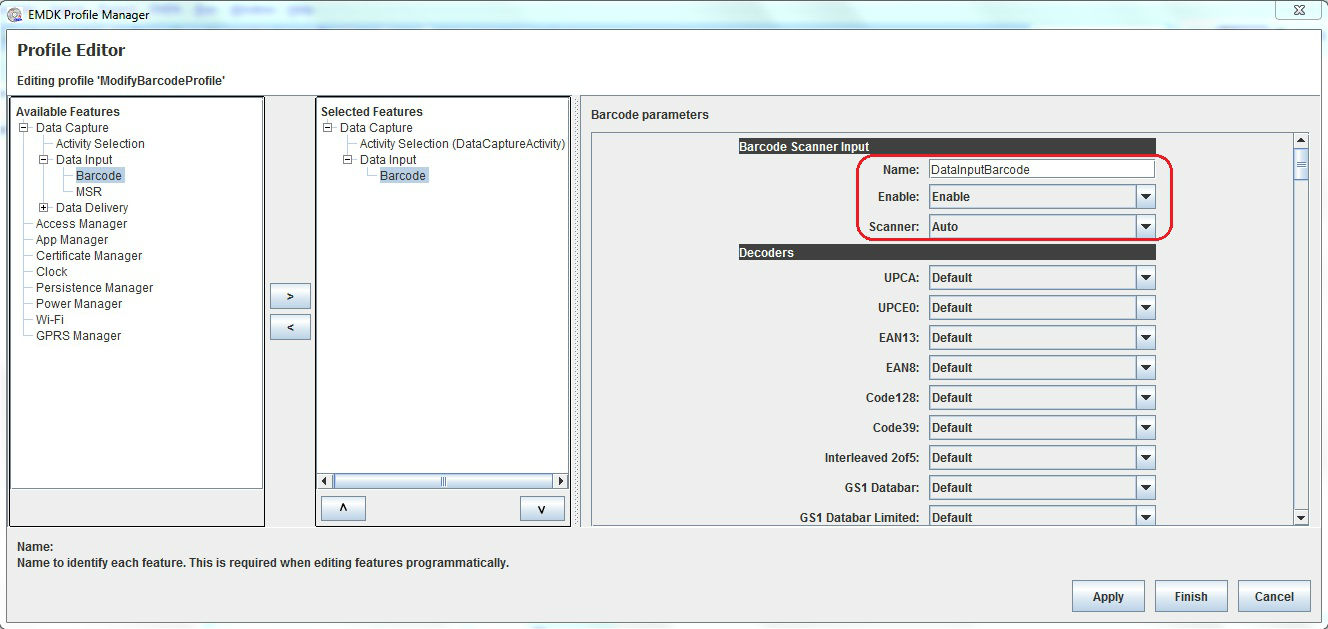 EMDK Profile Manager
Profile Editor
Editing profile 'ModifyBarcodeProfile'
Available Features
Data Capture
Activity Selection
Data Input
Barcode
MSR
Data Delivery
Access Manager
App Manager
Certificate Manager
Clock
Persistence Manager
Power Manager
Wi-Fi
GPRS Manager
>
<
Selected Features
Data Capture
Activity Selection (DataCaptureActivity)
Data Input
Barcode
Barcode parameters
Barcode Scanner Input
Name: DataInputBarcode
Enable: Enable
Scanner: Auto
Decoders
UPCA: Default
UPCE0: Default
EAN13: Default
EAN8: Default
Code128: Default
Code39: Default
Interleaved 2of5: Default
GS1 Databar: Default
GS1 Databar Limited: Default
Name:
Name to identify each feature. This is required when editing features programmatically.
Apply Finish Cancel